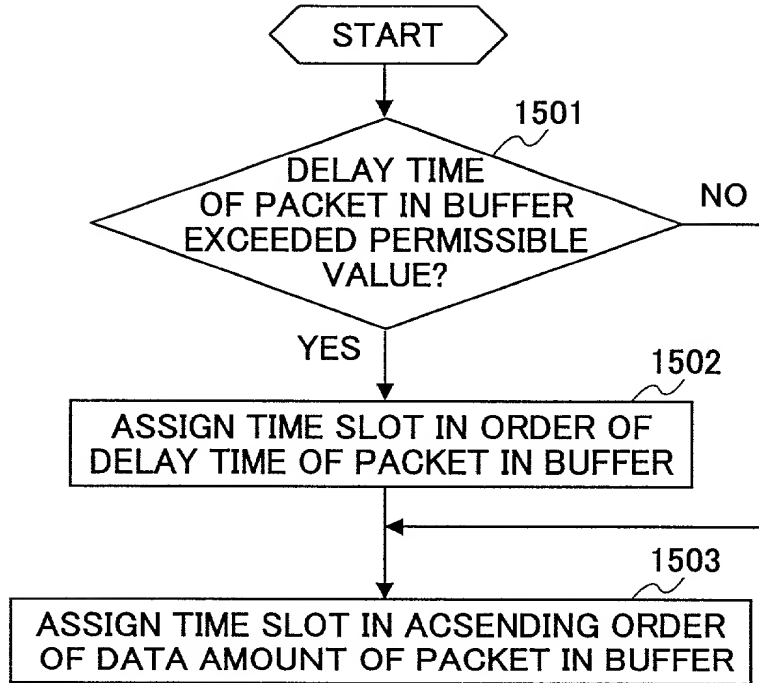 START
1501
DELAY TIME
OF PACKET IN BUFFER
EXCEEDED PERMISSIBLE
VALUE?
NO
YES
1502
ASSIGN TIME SLOT IN ORDER OF
DELAY TIME OF PACKET IN BUFFER
1503
ASSIGN TIME SLOT IN ACSENDING ORDER
OF DATA AMOUNT OF PACKET IN BUFFER